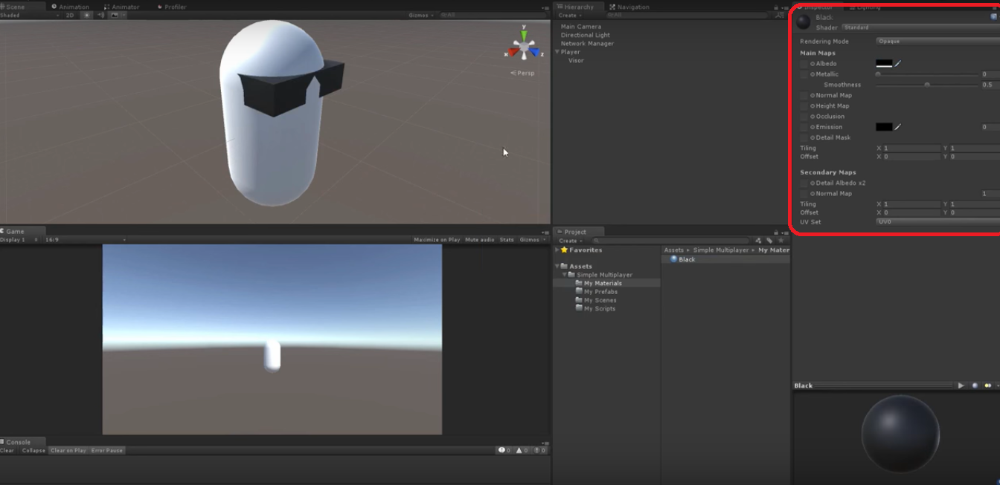 Scene
Animation
Animator
Profiler
Shaded
2D
Gizmos
All
y
x
z
Persp
Hierarchy
Navigation
Create
All
Main Camera
Directional Light
Network Manager
Player
Visor
Inspector
Lighting
Black
Shader Standard
Rendering Mode Opaque
Main Maps
Albedo
Metallic 0
Smoothness 0.5
Normal Map
Height Map
Occlusion
Emission 0
Detail Mask
Tiling X 1 Y 1
Offset X 0 Y 0
Secondary Maps
Detail Albedo x2
Normal Map 1
Tiling X 1 Y 1
Offset X 0 Y 0
UV Set UV0
Game
Display 1 16:9
Maximize on Play Mute audio Stats Gizmos
Project
Create
Favorites
Assets
Simple Multiplayer
My Materials
My Prefabs
My Scenes
My Scripts
Assets Simple Multiplayer My Mater
Black
Console
Clear Collapse Clear on Play Error Pause
0 0 0
Black